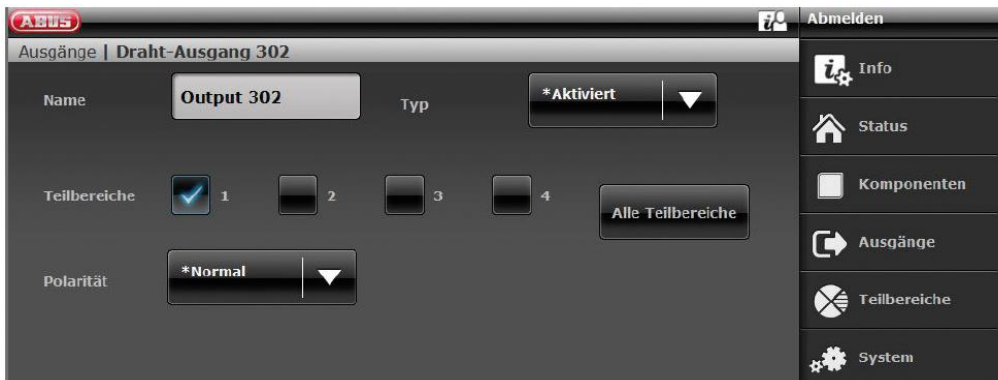 ABUS
Abmelden
Ausgänge | Draht-Ausgang 302
Name
Output 302
Typ
*Aktiviert
Teilbereiche
1
2
3
4
Alle Teilbereiche
Polarität
*Normal
Info
Status
Komponenten
Ausgänge
Teilbereiche
System